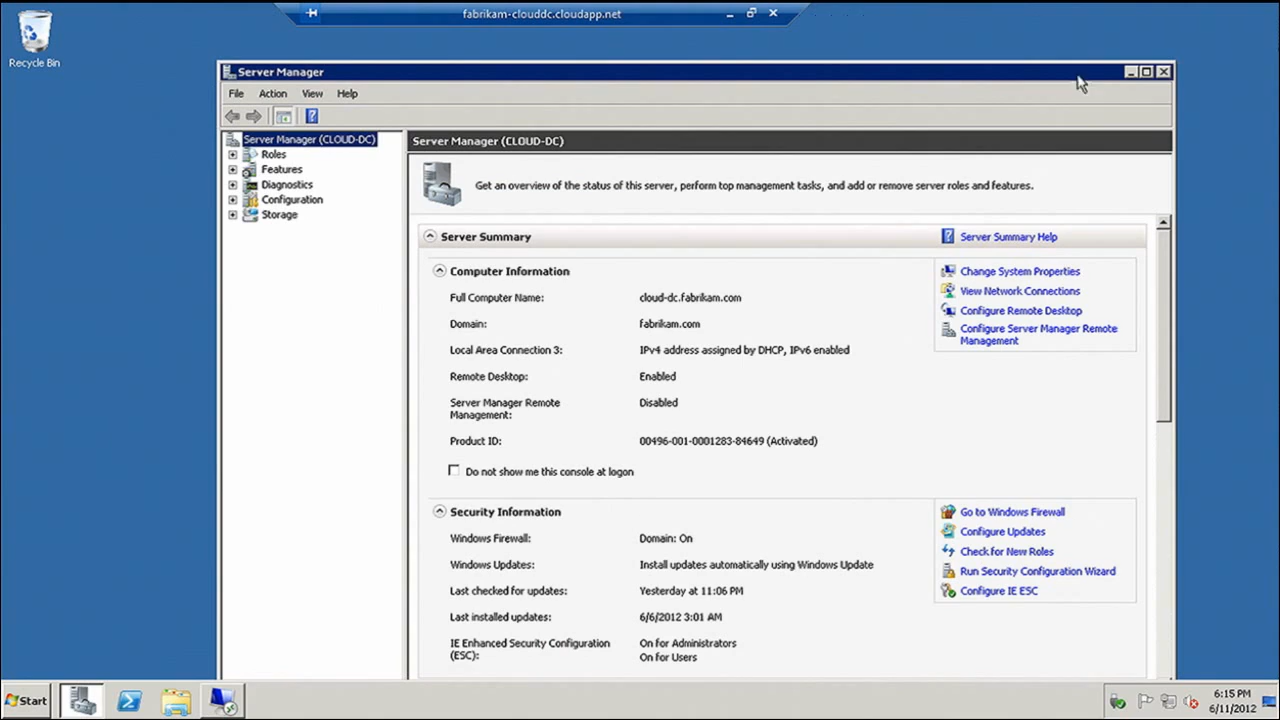 fabrikam-clouddc.cloudapp.net
Recycle Bin
Server Manager
File Action View Help
Server Manager (CLOUD-DC)
Roles
Features
Diagnostics
Configuration
Storage
Server Manager (CLOUD-DC)
Get an overview of the status of this server, perform top management tasks, and add or remove server roles and features.
Server Summary
Server Summary Help
Computer Information
Full Computer Name: cloud-dc.fabrikam.com
Domain: fabrikam.com
Local Area Connection 3: IPv4 address assigned by DHCP, IPv6 enabled
Remote Desktop: Enabled
Server Manager Remote
Management: Disabled
Product ID: 00496-001-0001283-84649 (Activated)
Do not show me this console at logon
Change System Properties
View Network Connections
Configure Remote Desktop
Configure Server Manager Remote
Management
Security Information
Windows Firewall: Domain: On
Windows Updates: Install updates automatically using Windows Update
Last checked for updates: Yesterday at 11:06 PM
Last installed updates: 6/6/2012 3:01 AM
IE Enhanced Security Configuration
(ESC):
On for Administrators
On for Users
Go to Windows Firewall
Configure Updates
Check for New Roles
Run Security Configuration Wizard
Configure IE ESC
Start
6:15 PM
6/11/2012